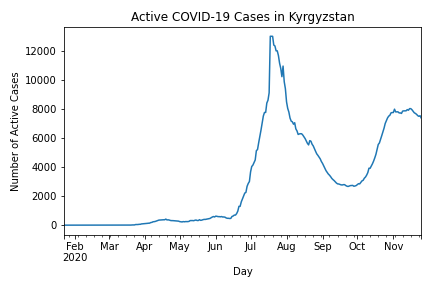 Active COVID-19 Cases in Kyrgyzstan
Number of Active Cases
12000
10000
8000
6000
4000
2000
0
Feb Mar Apr May Jun Jul Aug Sep Oct Nov
2020
Day